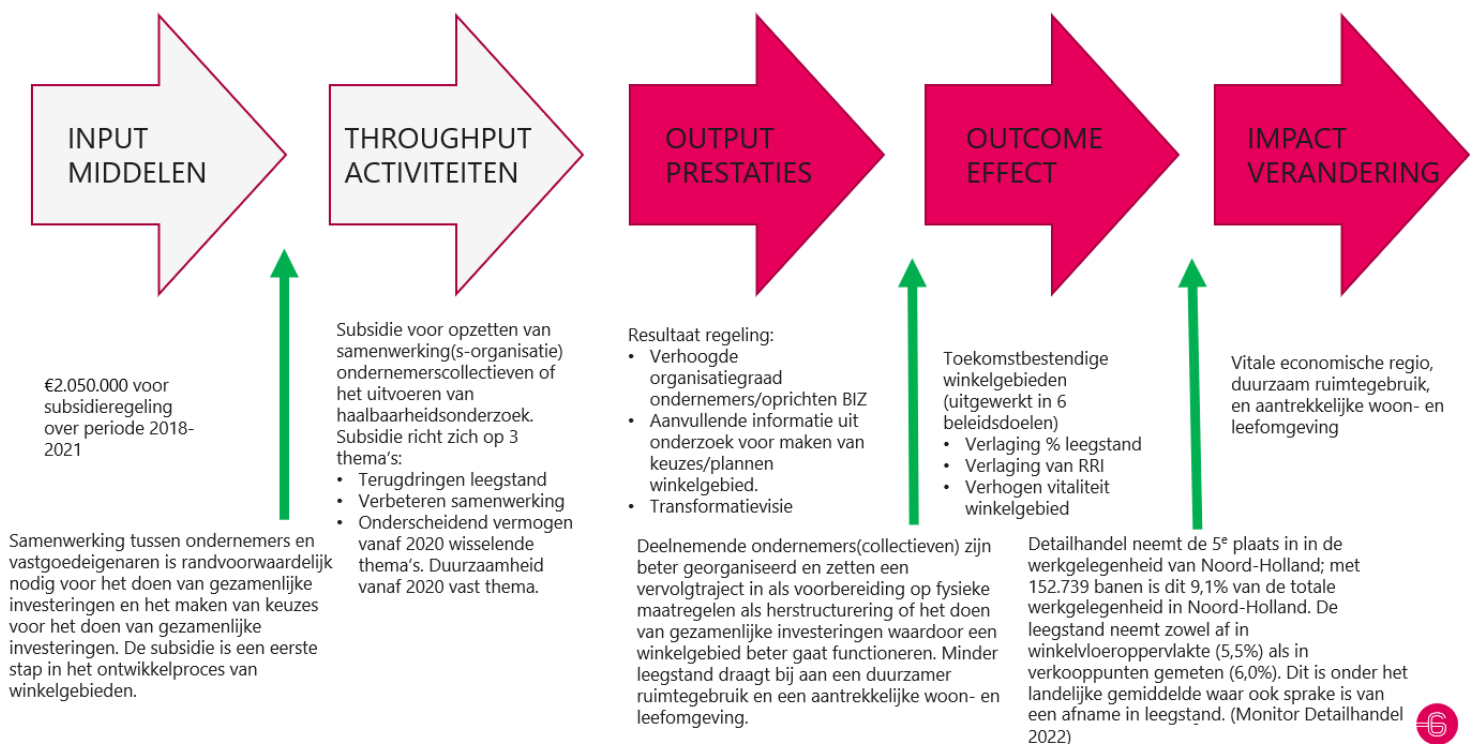 INPUT
MIDDELEN
THROUGHPUT
ACTIVITEITEN
OUTPUT
PRESTATIES
OUTCOME
EFFECT
IMPACT
VERANDERING
€2.050.000 voor
subsidieregeling
over periode 2018-
2021
Samenwerking tussen ondernemers en
vastgoedeigenaren is randvoorwaardelijk
nodig voor het doen van gezamenlijke
investeringen en het maken van keuzes
voor het doen van gezamenlijke
investeringen. De subsidie is een eerste
stap in het ontwikkelproces van
winkelgebieden.
Subsidie voor opzetten van
samenwerking(s-organisatie)
ondernemerscollectieven of
het uitvoeren van
haalbaarheidsonderzoek.
Subsidie richt zich op 3
thema's:
• Terugdringen leegstand
• Verbeteren samenwerking
• Onderscheidend vermogen
vanaf 2020 wisselende
thema's. Duurzaamheid
vanaf 2020 vast thema.
Resultaat regeling:
• Verhoogde
organisatiegraad
ondernemers/oprichten BIZ
• Aanvullende informatie uit
onderzoek voor maken van
keuzes/plannen
winkelgebied.
• Transformatievisie
Deelnemende ondernemers(collectieven) zijn
beter georganiseerd en zetten een
vervolgtraject in als voorbereiding op fysieke
maatregelen als herstructurering of het doen
van gezamenlijke investeringen waardoor een
winkelgebied beter gaat functioneren. Minder
leegstand draagt bij aan een duurzamer
ruimtegebruik en een aantrekkelijke woon- en
leefomgeving.
Toekomstbestendige
winkelgebieden
(uitgewerkt in 6
beleidsdoelen)
• Verlaging % leegstand
• Verlaging van RRI
• Verhogen vitaliteit
winkelgebied
Vitale economische regio,
duurzaam ruimtegebruik,
en aantrekkelijke woon- en
leefomgeving
Detailhandel neemt de 5e plaats in in de
werkgelegenheid van Noord-Holland; met
152.739 banen is dit 9,1% van de totale
werkgelegenheid in Noord-Holland. De
leegstand neemt zowel af in
winkelvloeroppervlakte (5,5%) als in
verkooppunten gemeten (6,0%). Dit is onder het
landelijke gemiddelde waar ook sprake is van
een afname in leegstand. (Monitor Detailhandel
2022)
6